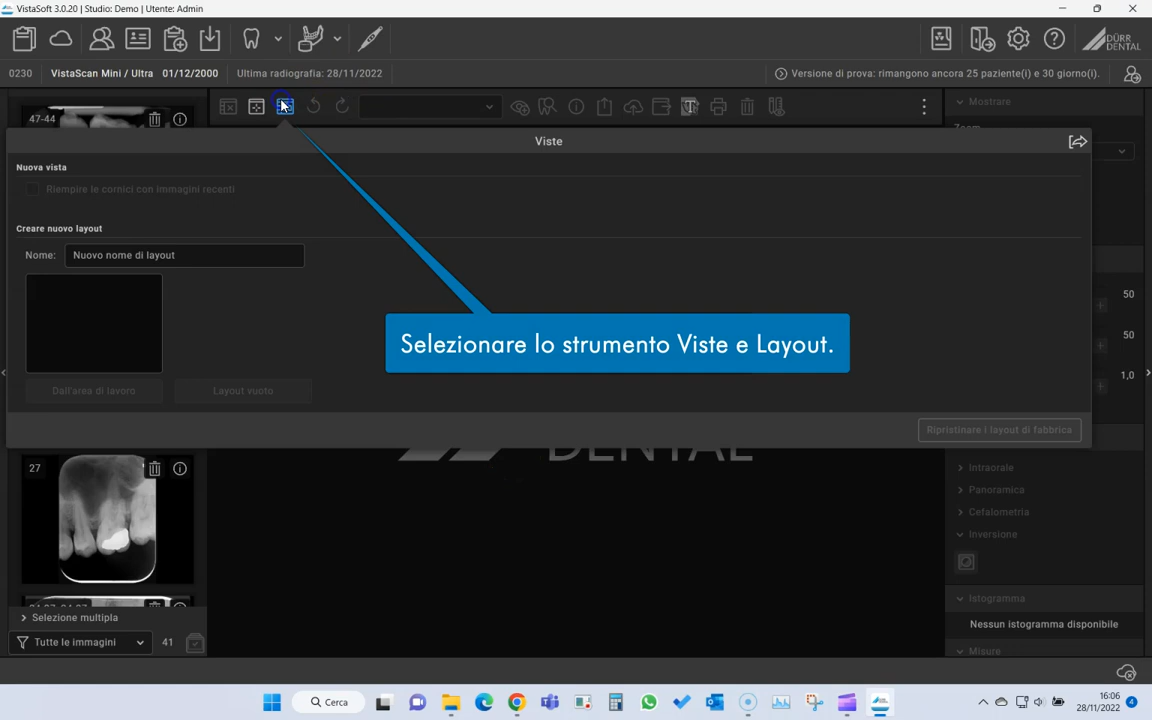 VistaSoft 3.0.20 | Studio: Demo | Utente: Admin
DÜRR DENTAL
0230 VistaScan Mini / Ultra 01/12/2000 Ultima radiografia: 28/11/2022 Versione di prova: rimangono ancora 25 paziente(i) e 30 giorno(i).
47-44
Mostrare
Zoom
Viste
Nuova vista
Riempire le cornici con immagini recenti
Creare nuovo layout
Nome: Nuovo nome di layout
Dall'area di lavoro Layout vuoto
Selezionare lo strumento Viste e Layout.
50
50
1,0
Ripristinare i layout di fabbrica
DENTAL
27
Intraorale
Panoramica
Cefalometria
Inversione
Istogramma
Nessun istogramma disponibile
Misure
Selezione multipla
Tutte le immagini 41
Cerca
16:06
28/11/2022
4